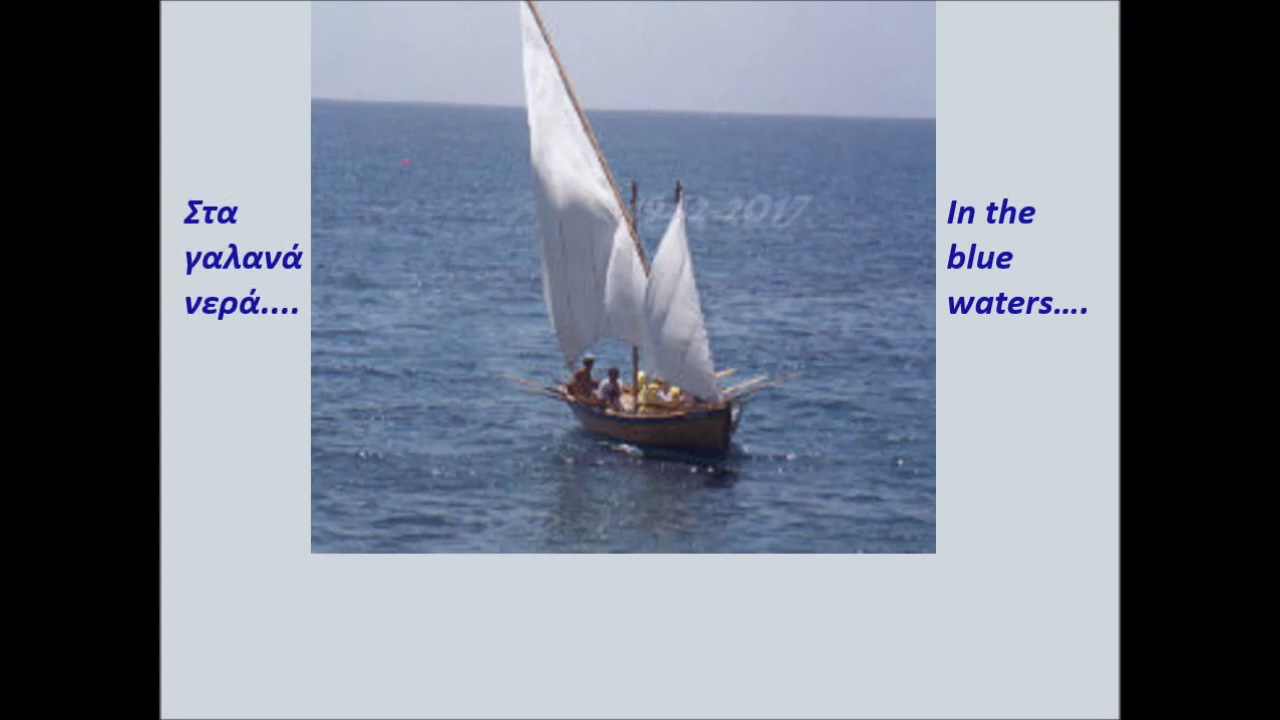 Στα
γαλανά
νερά....
In the
blue
waters....